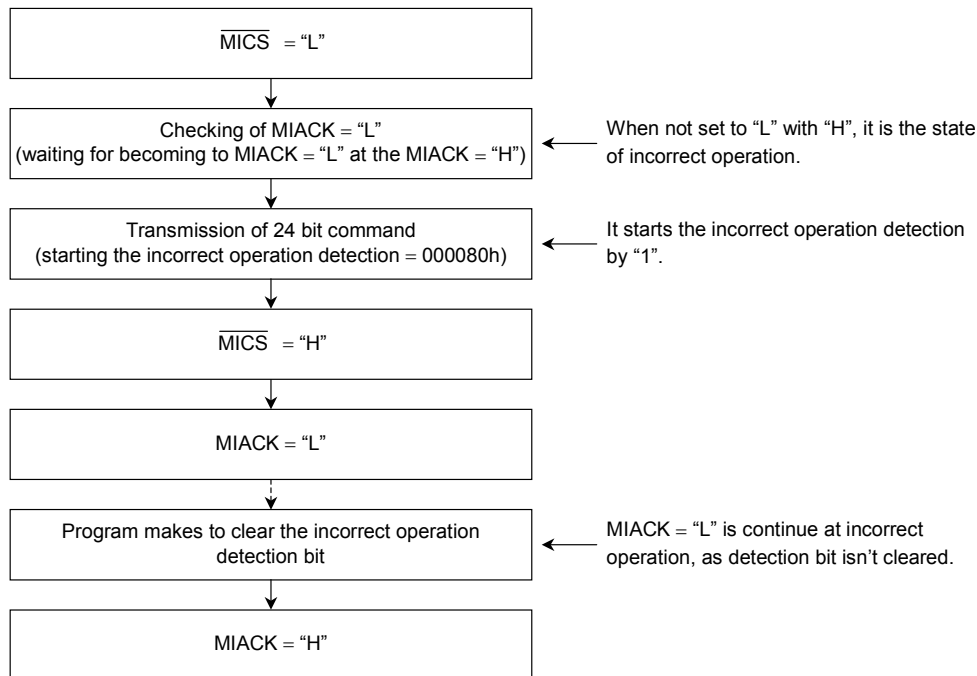 M̅I̅C̅S̅ = “L”
Checking of MIACK = “L”
(waiting for becoming to MIACK = “L” at the MIACK = “H”)
When not set to “L” with “H”, it is the state
of incorrect operation.
Transmission of 24 bit command
(starting the incorrect operation detection = 000080h)
It starts the incorrect operation detection
by “1”.
M̅I̅C̅S̅ = “H”
MIACK = “L”
Program makes to clear the incorrect operation
detection bit
MIACK = “L” is continue at incorrect
operation, as detection bit isn’t cleared.
MIACK = “H”